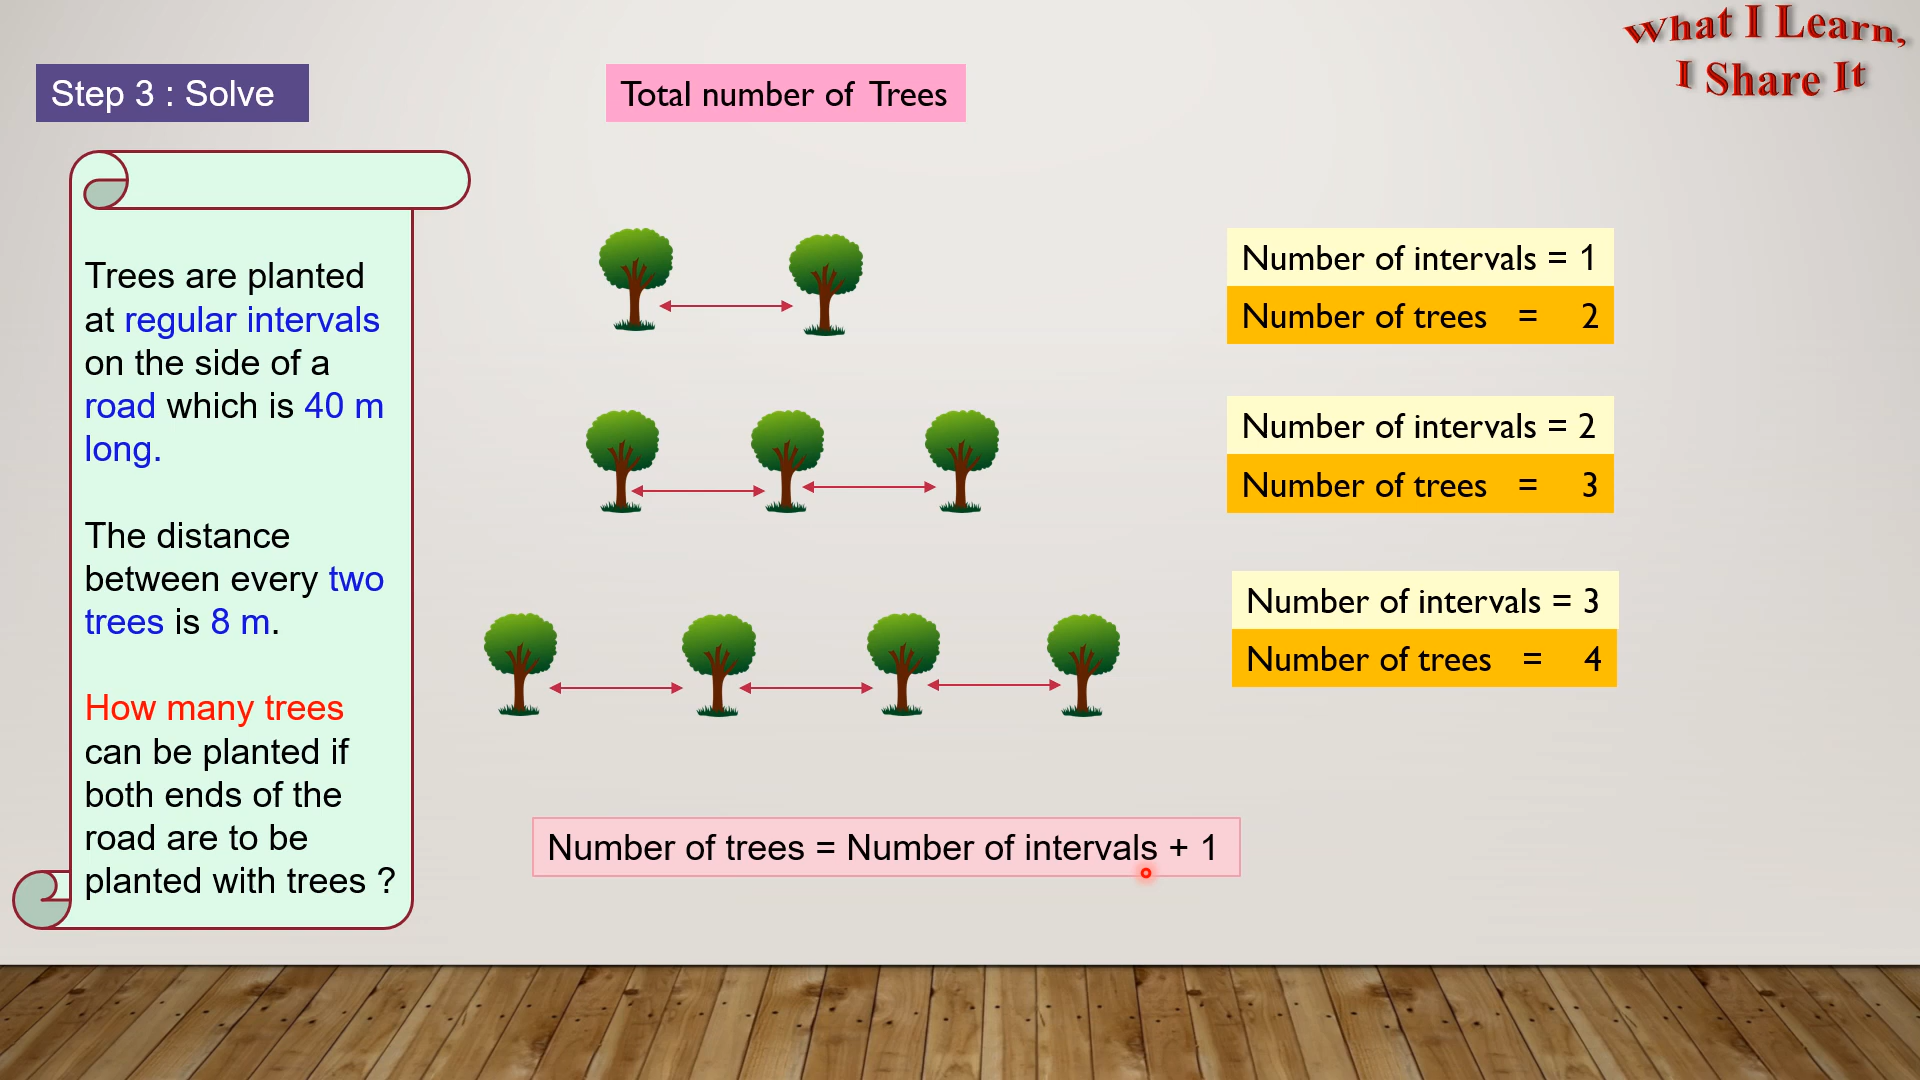 What I Learn,
I Share It
Step 3 : Solve
Total number of Trees
Trees are planted
at regular intervals
on the side of a
road which is 40 m
long.
The distance
between every two
trees is 8 m.
How many trees
can be planted if
both ends of the
road are to be
planted with trees ?
Number of intervals = 1
Number of trees = 2
Number of intervals = 2
Number of trees = 3
Number of intervals = 3
Number of trees = 4
Number of trees = Number of intervals + 1